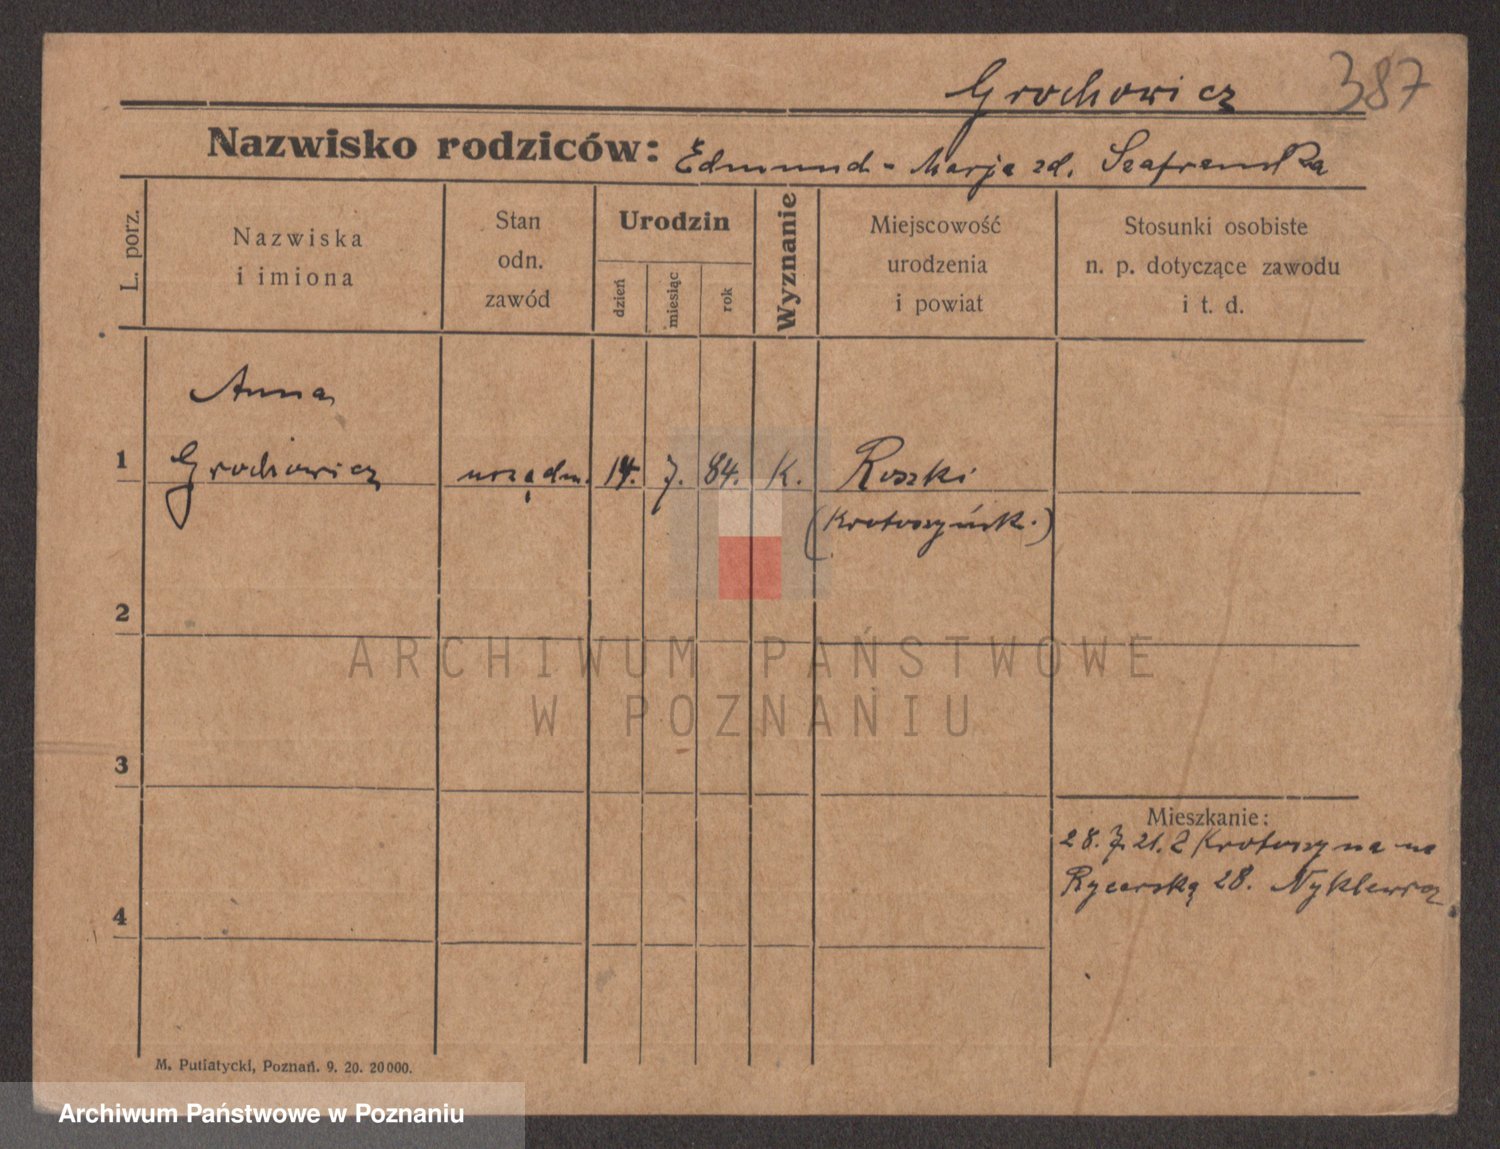 Grochowicz 387
Nazwisko rodziców: Edmund - Marja zd. Szafrańska
L. porz.
Nazwiska
i imiona
Stan
odn.
zawód
Urodzin
dzień
miesiąc
rok
Wyznanie
Miejscowość
urodzenia
i powiat
Stosunki osobiste
n. p. dotyczące zawodu
i t. d.
Anna
1 Grochowicz urzędn. 14. 7. 84. K. Roszki
(Krotoszyńsk.)
2
ARCHIWUM PAŃSTWOWE
W POZNANIU
3
Mieszkanie:
28. 7. 21. Z Krotoszyna na
Rycerską 28. Nyklewicz
4
M. Putiatycki, Poznań. 9. 20. 20000.
Archiwum Państwowe w Poznaniu